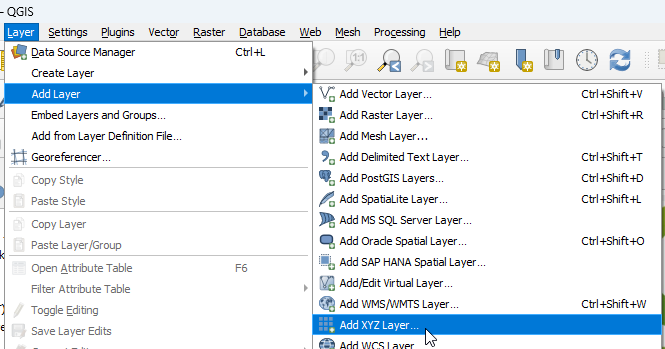 - QGIS
Layer Settings Plugins Vector Raster Database Web Mesh Processing Help
Data Source Manager Ctrl+L
Create Layer
Add Layer
Embed Layers and Groups...
Add from Layer Definition File...
Georeferencer...
Copy Style
Paste Style
Copy Layer
Paste Layer/Group
Open Attribute Table F6
Filter Attribute Table
Toggle Editing
Save Layer Edits
Add Vector Layer... Ctrl+Shift+V
Add Raster Layer... Ctrl+Shift+R
Add Mesh Layer...
Add Delimited Text Layer... Ctrl+Shift+T
Add PostGIS Layers... Ctrl+Shift+D
Add SpatiaLite Layer... Ctrl+Shift+L
Add MS SQL Server Layer...
Add Oracle Spatial Layer... Ctrl+Shift+O
Add SAP HANA Spatial Layer...
Add/Edit Virtual Layer...
Add WMS/WMTS Layer... Ctrl+Shift+W
Add XYZ Layer...
Add WCS Layer